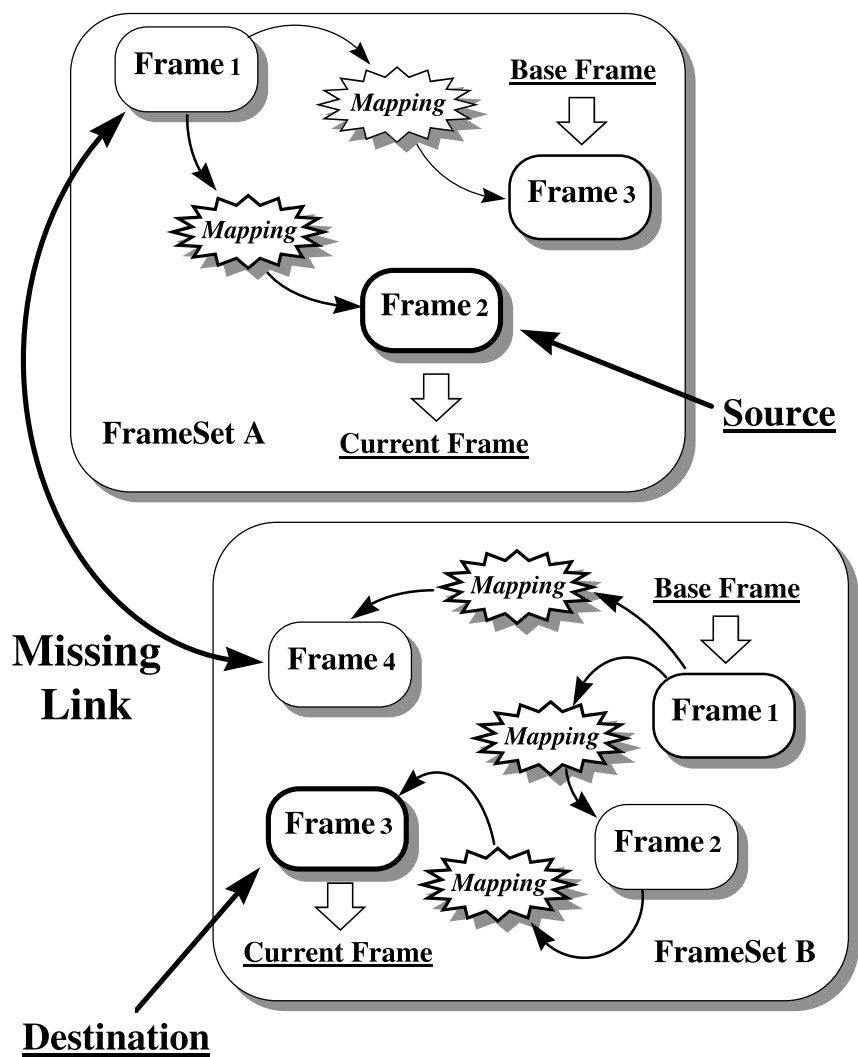 Frame 1
Mapping
Base Frame
Frame 3
Mapping
Frame 2
Source
FrameSet A
Current Frame
Mapping
Base Frame
Missing
Link
Frame 4
Frame 1
Mapping
Frame 3
Frame 2
Mapping
Current Frame
FrameSet B
Destination